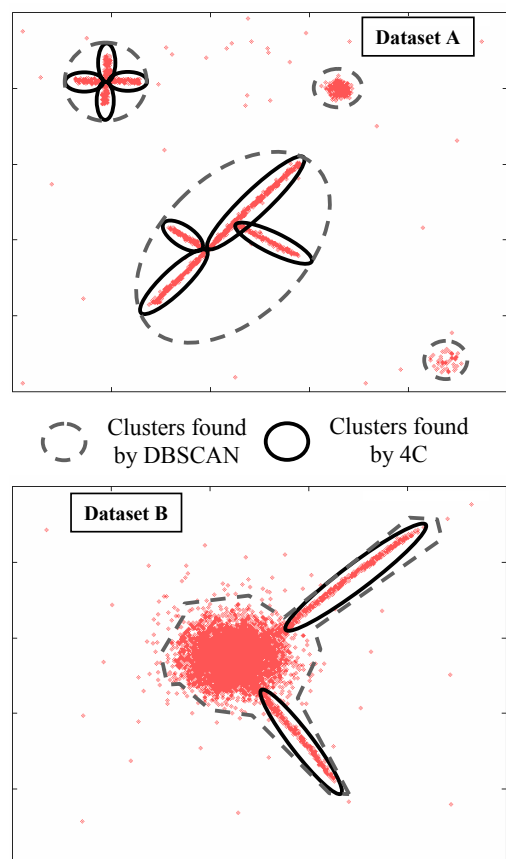 Dataset A
Clusters found
by DBSCAN
Clusters found
by 4C
Dataset B